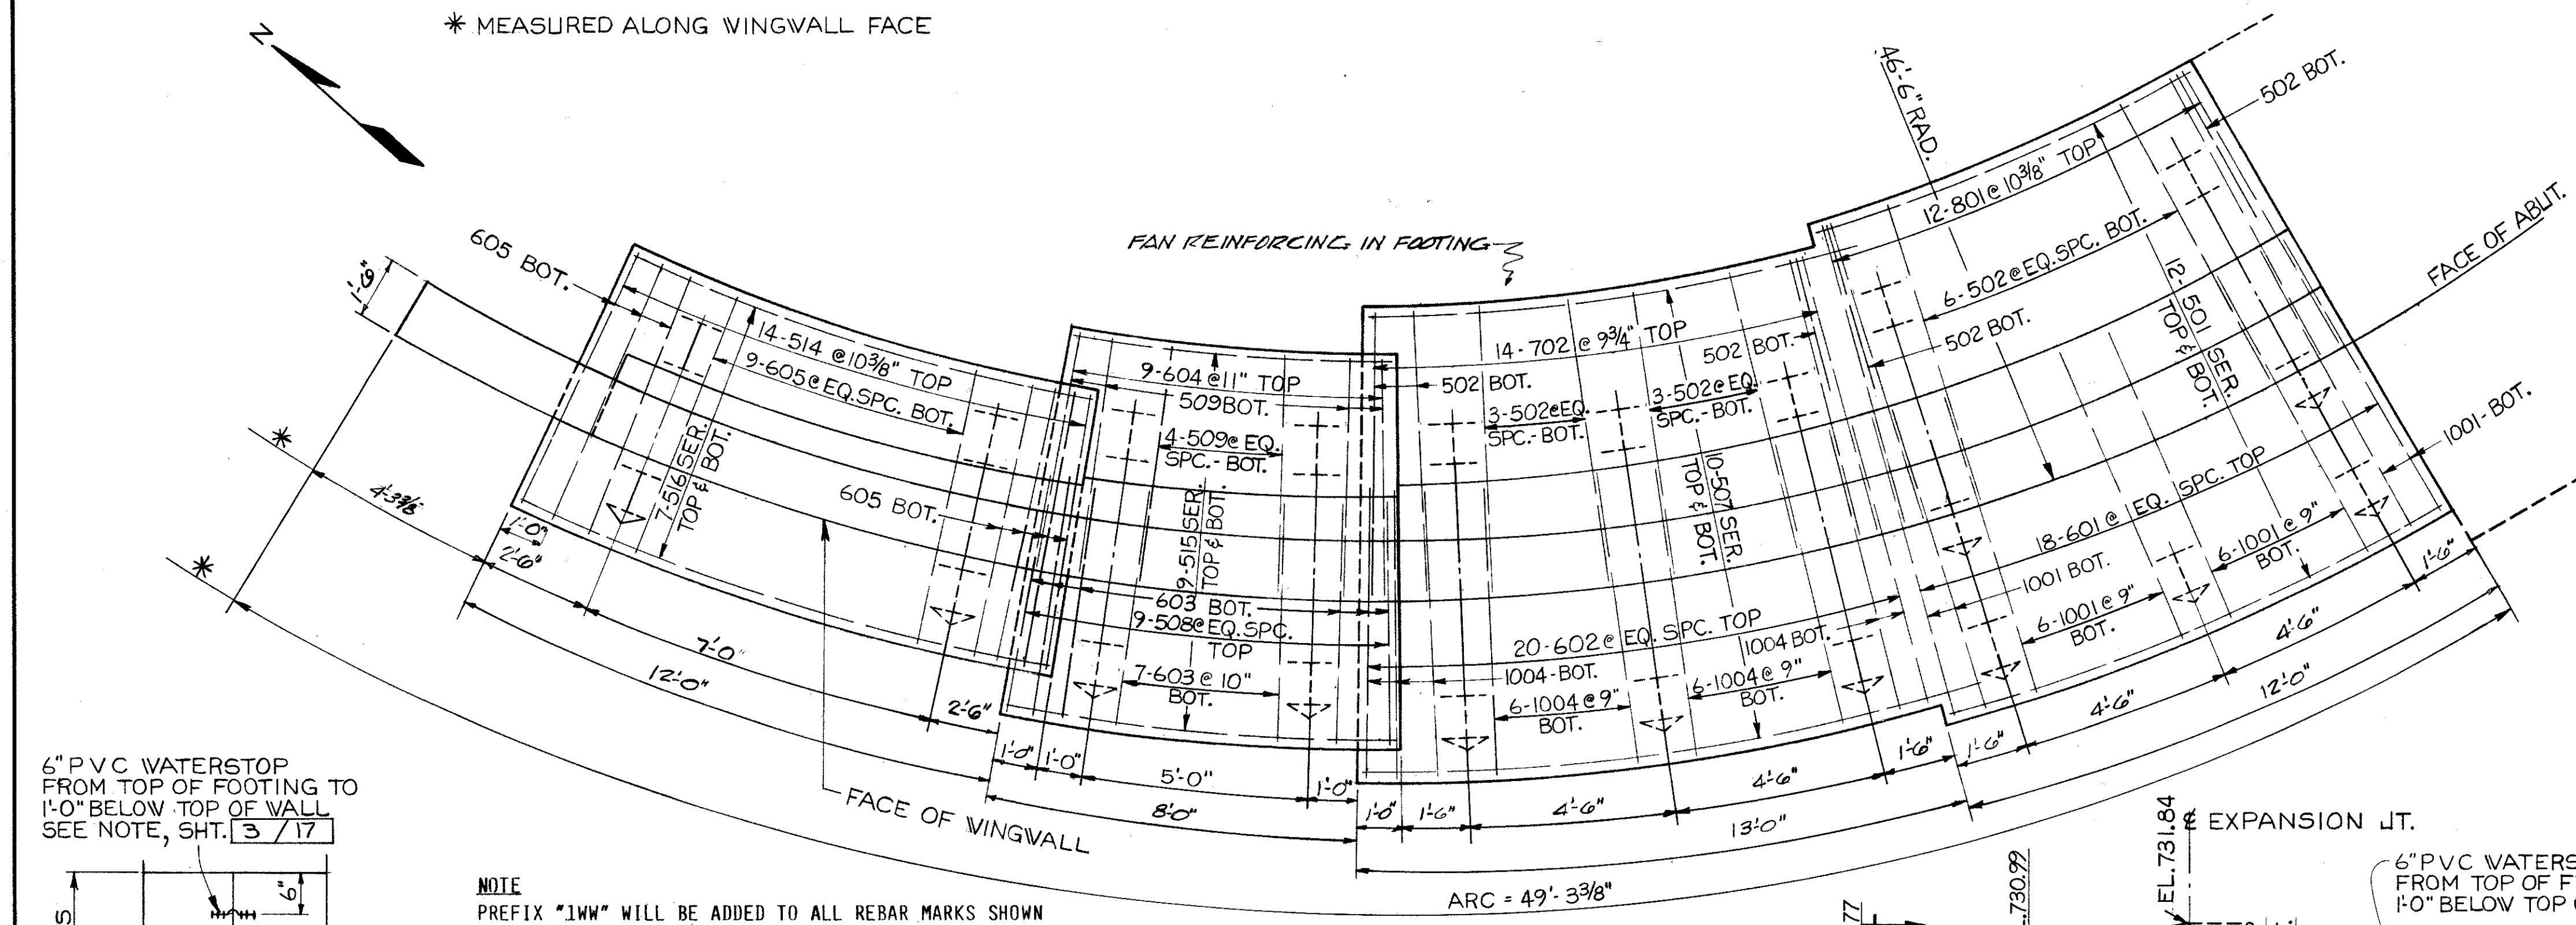 * MEASURED ALONG WINGWALL FACE
N
46'-6" RAD.
502 BOT.
12-801@10 3/8" TOP
6-502@EQ.SPC. BOT.
502 BOT.
12-501 SER.
TOP & BOT.
FACE OF ABUT.
1001-BOT.
FAN REINFORCING IN FOOTING
605 BOT.
1'-9"
14-514 @10 3/8" TOP
9-605@EQ.SPC. BOT.
7-516 SER.
TOP & BOT.
605 BOT.
9-604@11" TOP
509 BOT.
4-509@EQ.
SPC.-BOT.
9-515 SER.
TOP & BOT.
603 BOT.
9-508@EQ.SPC.
TOP
7-603@10"
BOT.
14-702@9 3/4" TOP
502 BOT.
502 BOT.
3-502@EQ.
SPC.-BOT.
3-502@EQ.
SPC.-BOT.
10-507 SER.
TOP & BOT.
20-602@EQ. SPC. TOP
1004-BOT.
1004 BOT.
6-1004@9"
BOT.
6-1004@9"
BOT.
18-601@EQ. SPC. TOP
1001 BOT.
6-1001@9"
BOT.
6-1001@9"
BOT.
*
*
4'-3 3/8"
1'-0"
2'-6"
7'-0"
12'-0"
2'-6"
1'-0"
1'-0"
5'-0"
1'-0"
8'-0"
1'-0"
1'-6"
4'-6"
4'-6"
1'-6"
13'-0"
1'-6"
4'-6"
4'-6"
1'-6"
12'-0"
FACE OF WINGWALL
ARC = 49'-3 3/8"
6" PVC WATERSTOP
FROM TOP OF FOOTING TO
1'-0" BELOW TOP OF WALL
SEE NOTE, SHT. 3/17
6"
S
NOTE
PREFIX "1WW" WILL BE ADDED TO ALL REBAR MARKS SHOWN
77
730.99
EL. 731.84
℄ EXPANSION JT.
6" PVC WATERS
FROM TOP OF F
1'-0" BELOW TOP